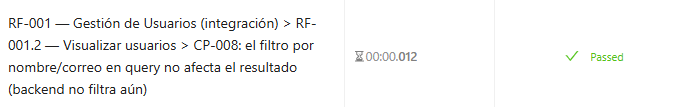 RF-001 — Gestión de Usuarios (integración) > RF-
001.2 — Visualizar usuarios > CP-008: el filtro por
nombre/correo en query no afecta el resultado
(backend no filtra aún)
00:00.012
Passed